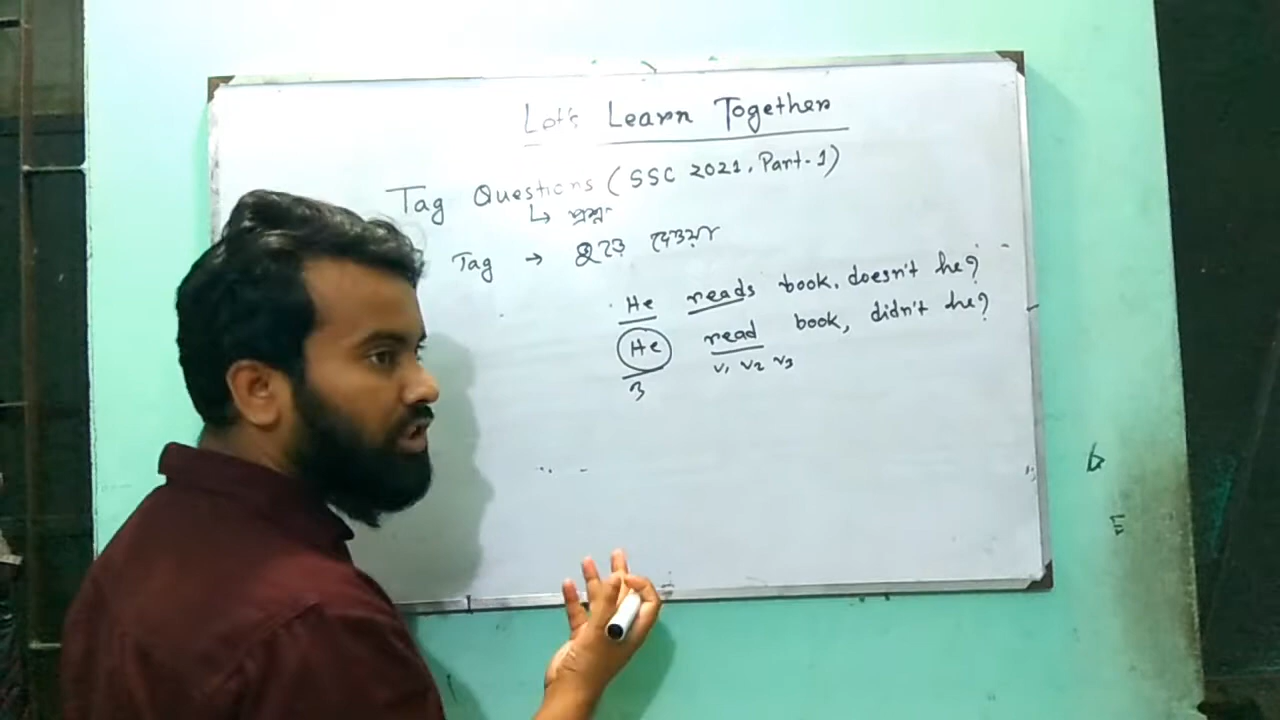 Let's Learn Together
Tag Questions (SSC 2021, Part-1)
↳ প্রশ্ন
Tag → জুড়ে দেওয়া
He reads book, doesn't he?
He read book, didn't he?
V1 V2 V3
3